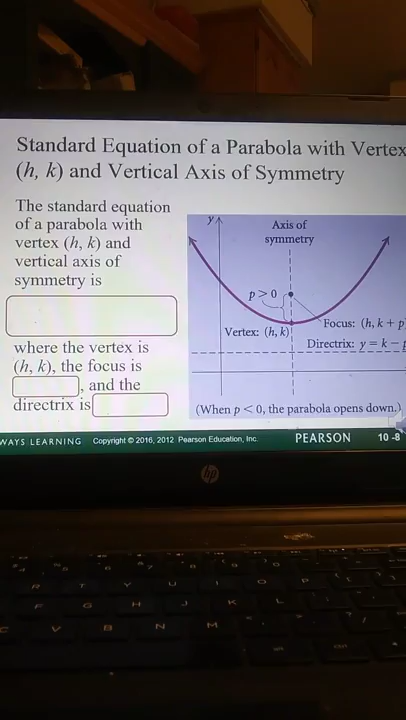 Standard Equation of a Parabola with Vertex
(h, k) and Vertical Axis of Symmetry
The standard equation
of a parabola with
vertex (h, k) and
vertical axis of
symmetry is
where the vertex is
(h, k), the focus is
, and the
directrix is
y
Axis of
symmetry
p > 0
Vertex: (h, k)
Focus: (h, k + p
Directrix: y = k – p
(When p < 0, the parabola opens down.)
WAYS LEARNING Copyright © 2016, 2012 Pearson Education, Inc. PEARSON 10 -8
hp
R T Y U I O P
F G H J K L
C V B N M